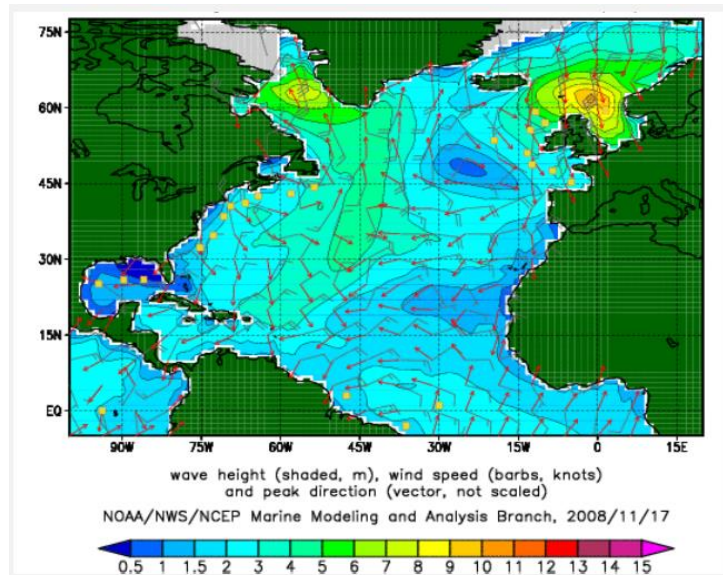 75N
60N
45N
30N
15N
EQ
90W 75W 60W 45W 30W 15W 0 15E
wave height (shaded, m), wind speed (barbs, knots)
and peak direction (vector, not scaled)
NOAA/NWS/NCEP Marine Modeling and Analysis Branch, 2008/11/17
0.5 1 1.5 2 3 4 5 6 7 8 9 10 11 12 13 14 15